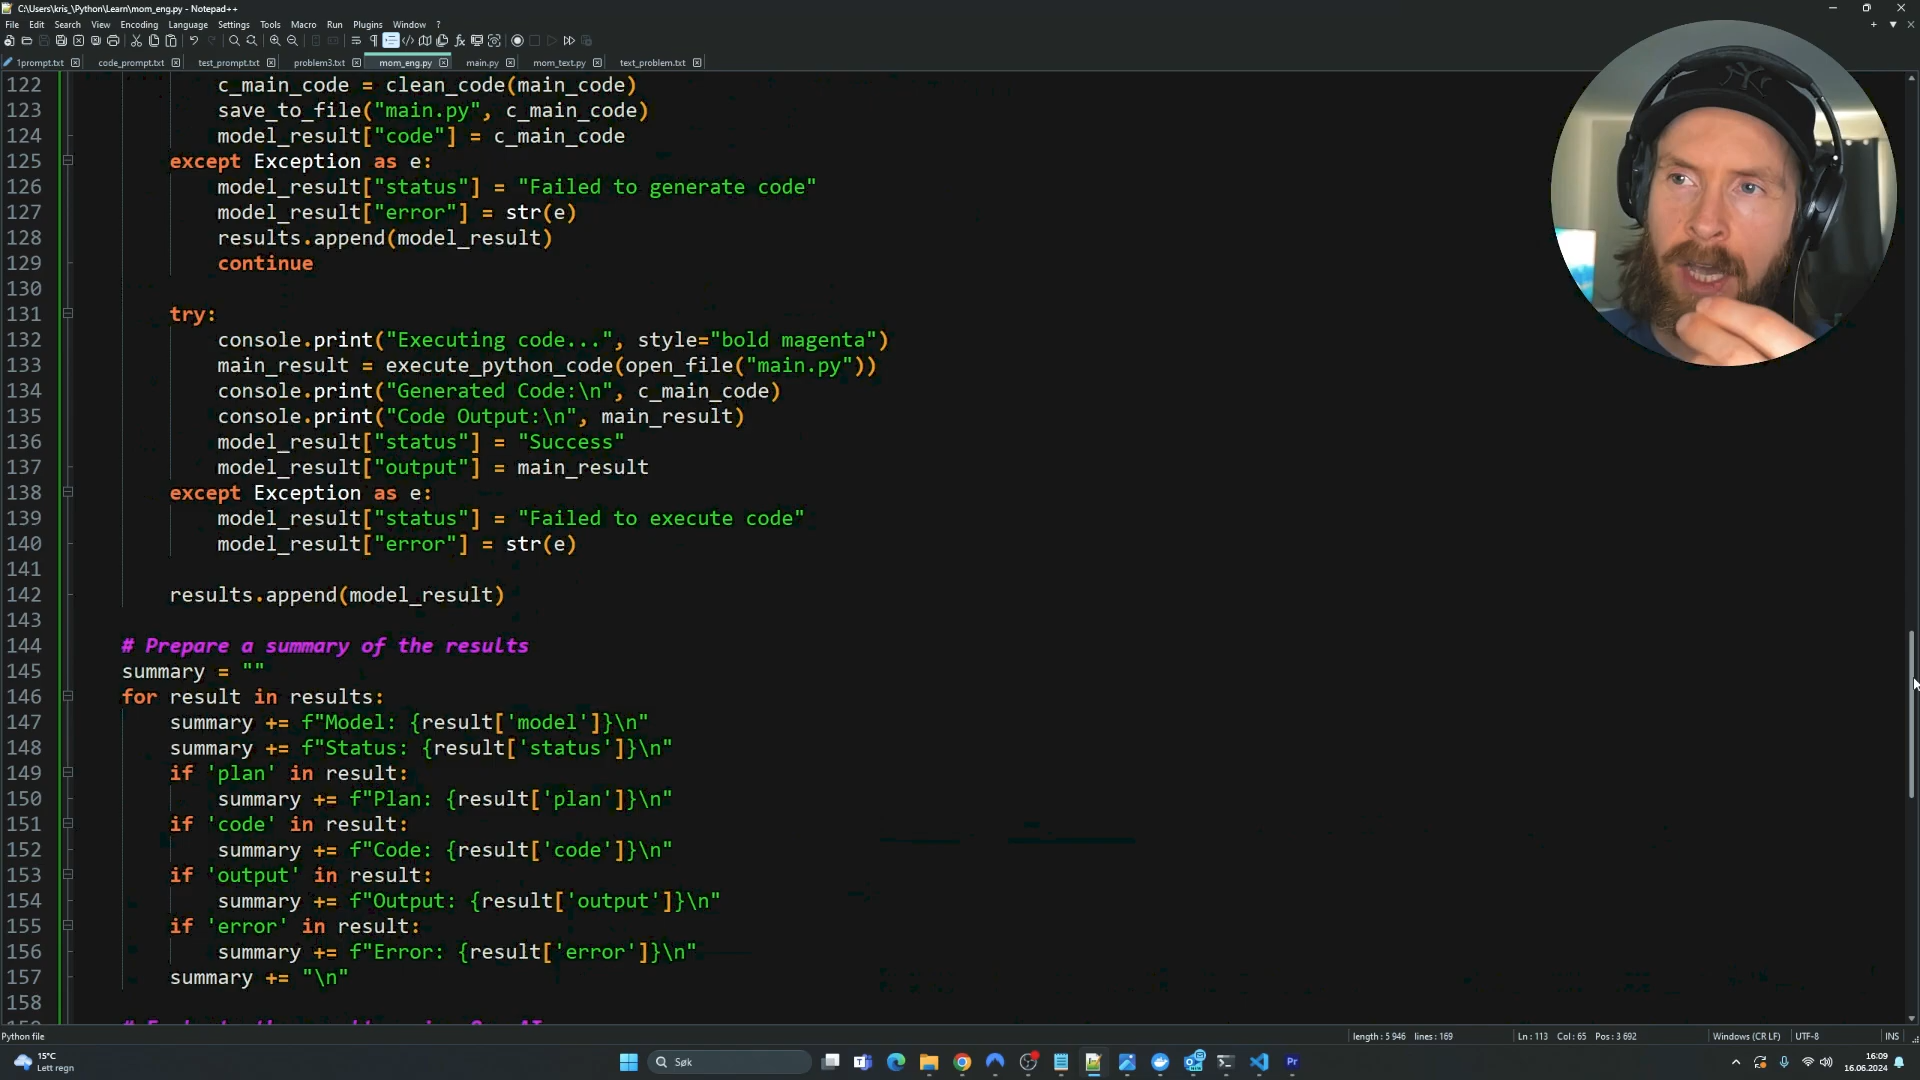 C:\Users\kris_\Python\Learn\mom_eng.py - Notepad++
File Edit Search View Encoding Language Settings Tools Macro Run Plugins Window ?
1prompt.txt code_prompt.txt test_prompt.txt problem3.txt mom_eng.py main.py mom_text.py text_problem.txt
122 c_main_code = clean_code(main_code)
123 save_to_file("main.py", c_main_code)
124 model_result["code"] = c_main_code
125 except Exception as e:
126 model_result["status"] = "Failed to generate code"
127 model_result["error"] = str(e)
128 results.append(model_result)
129 continue
130
131 try:
132 console.print("Executing code...", style="bold magenta")
133 main_result = execute_python_code(open_file("main.py"))
134 console.print("Generated Code:\n", c_main_code)
135 console.print("Code Output:\n", main_result)
136 model_result["status"] = "Success"
137 model_result["output"] = main_result
138 except Exception as e:
139 model_result["status"] = "Failed to execute code"
140 model_result["error"] = str(e)
141
142 results.append(model_result)
143
144 # Prepare a summary of the results
145 summary = ""
146 for result in results:
147 summary += f"Model: {result['model']}\n"
148 summary += f"Status: {result['status']}\n"
149 if 'plan' in result:
150 summary += f"Plan: {result['plan']}\n"
151 if 'code' in result:
152 summary += f"Code: {result['code']}\n"
153 if 'output' in result:
154 summary += f"Output: {result['output']}\n"
155 if 'error' in result:
156 summary += f"Error: {result['error']}\n"
157 summary += "\n"
158
Python file length : 5 946 lines : 169 Ln : 113 Col : 65 Pos : 3 692 Windows (CR LF) UTF-8 INS
15°C
Lett regn
Søk
16:09
16.06.2024